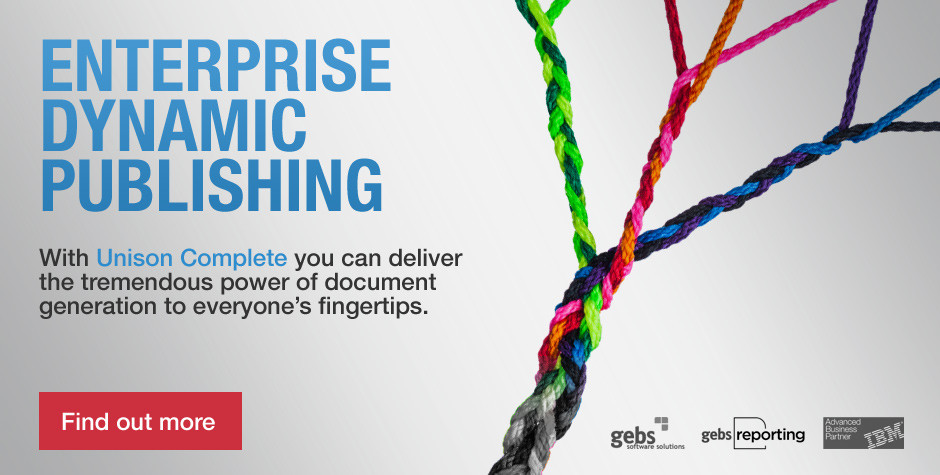 ENTERPRISE
DYNAMIC
PUBLISHING
With Unison Complete you can deliver
the tremendous power of document
generation to everyone’s fingertips.
Find out more
gebs
software solutions
gebs reporting
Advanced
Business
Partner
IBM